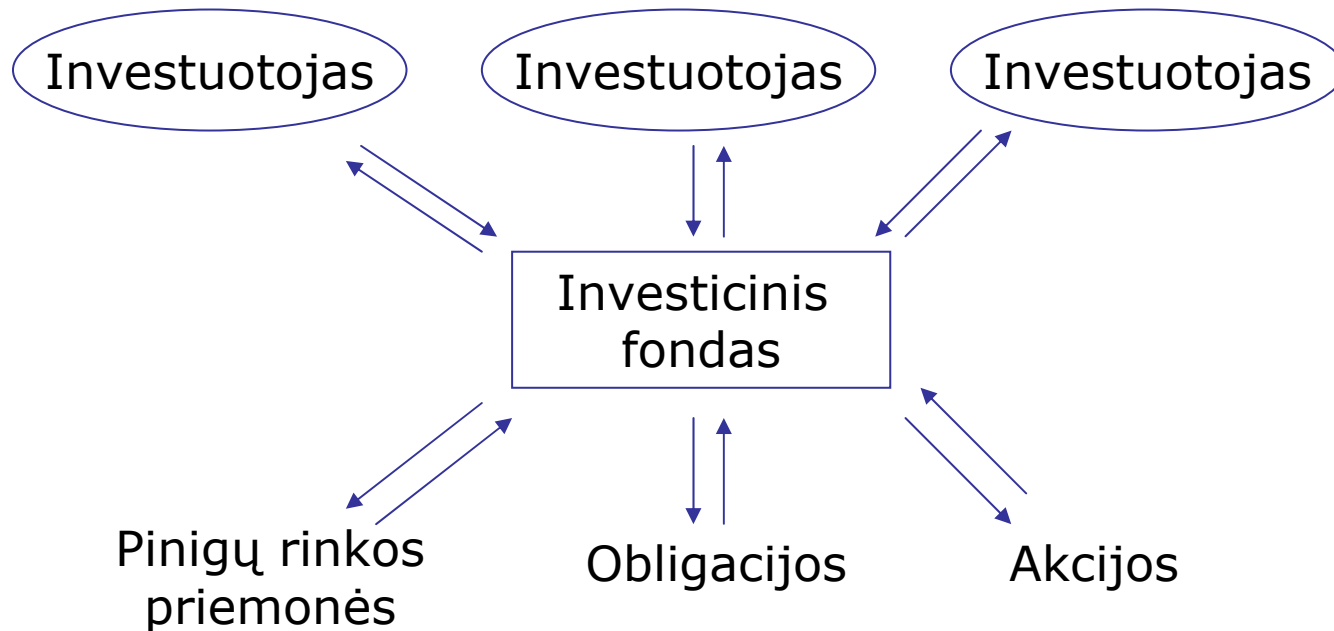 Investuotojas
Investuotojas
Investuotojas
Investicinis
fondas
Pinigų rinkos
priemonės
Obligacijos
Akcijos